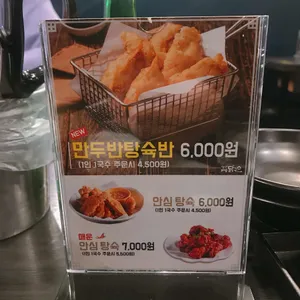 NEW
만두반탕슉반 6,000원
(1인 1국수 주문시 4,500원)
안심 탕슉 6,000원
(1인 1국수 주문시 4,500원)
매운
안심 탕슉 7,000원
(1인 1국수 주문시 5,500원)